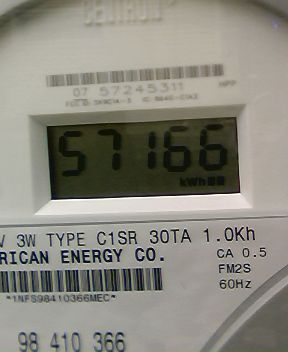 CENTRON
07 57245311
57166
kWh
V 3W TYPE C1SR 30TA 1.0Kh
RICAN ENERGY CO.
CA 0.5
FM2S
60Hz
*1NFS98410366MEC*
98 410 366